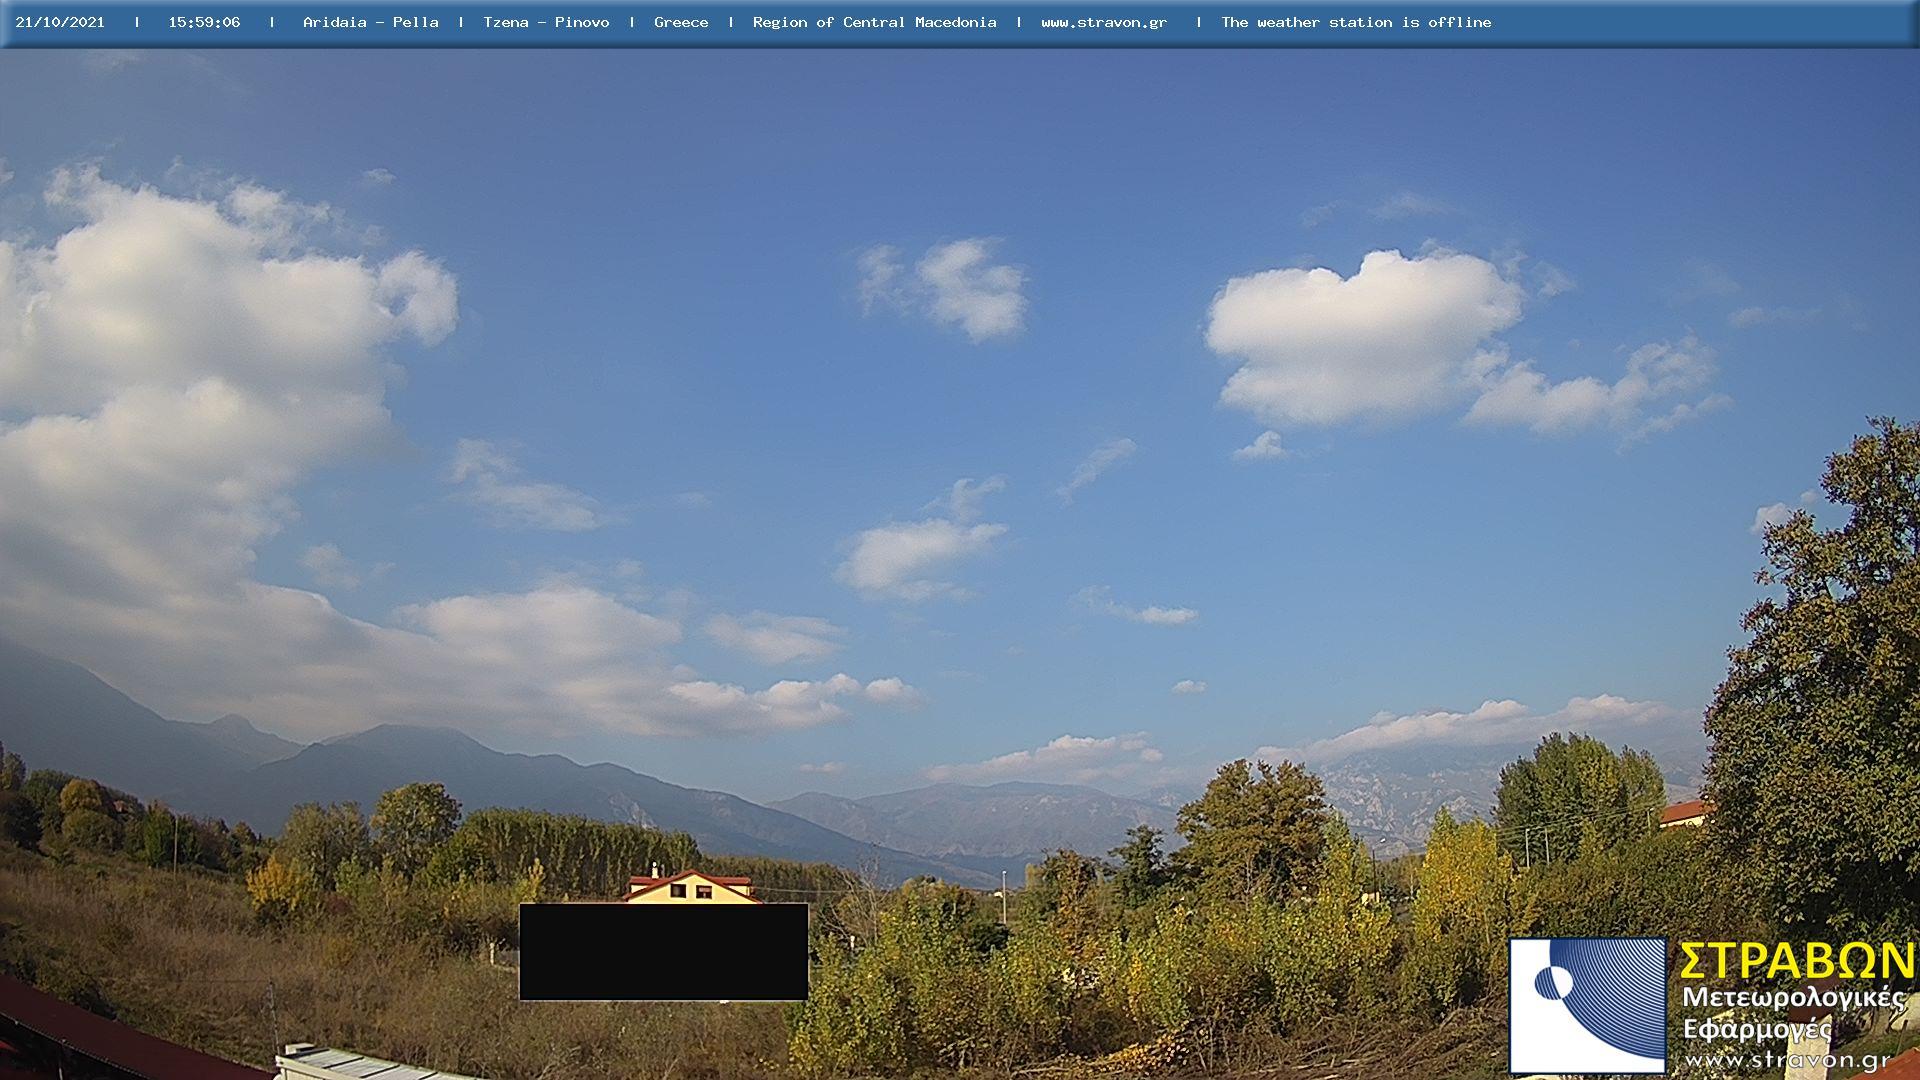 21/10/2021 | 15:59:06 | Aridaia - Pella | Tzena - Pinovo | Greece | Region of Central Macedonia | www.stravon.gr | The weather station is offline
ΣΤΡΑΒΩΝ
Μετεωρολογικές
Εφαρμογές
www.stravon.gr